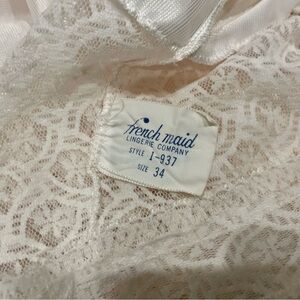 french maid
LINGERIE COMPANY
STYLE I-937
SIZE 34